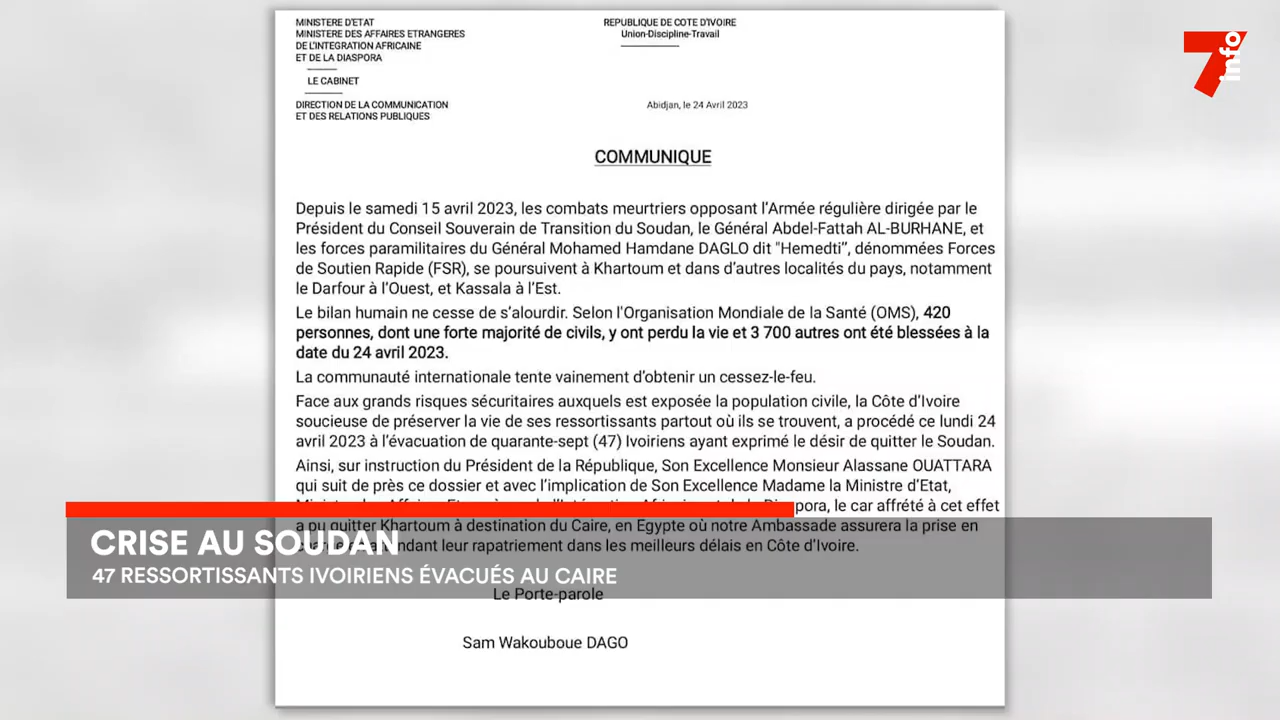 MINISTERE D'ETAT
MINISTERE DES AFFAIRES ETRANGERES
DE L'INTEGRATION AFRICAINE
ET DE LA DIASPORA
LE CABINET
DIRECTION DE LA COMMUNICATION
ET DES RELATIONS PUBLIQUES
REPUBLIQUE DE COTE D'IVOIRE
Union-Discipline-Travail
Abidjan, le 24 Avril 2023
7info
COMMUNIQUE
Depuis le samedi 15 avril 2023, les combats meurtriers opposant l'Armée régulière dirigée par le
Président du Conseil Souverain de Transition du Soudan, le Général Abdel-Fattah AL-BURHANE, et
les forces paramilitaires du Général Mohamed Hamdane DAGLO dit "Hemedti", dénommées Forces
de Soutien Rapide (FSR), se poursuivent à Khartoum et dans d'autres localités du pays, notamment
le Darfour à l'Ouest, et Kassala à l'Est.
Le bilan humain ne cesse de s'alourdir. Selon l'Organisation Mondiale de la Santé (OMS), 420
personnes, dont une forte majorité de civils, y ont perdu la vie et 3 700 autres ont été blessées à la
date du 24 avril 2023.
La communauté internationale tente vainement d'obtenir un cessez-le-feu.
Face aux grands risques sécuritaires auxquels est exposée la population civile, la Côte d'Ivoire
soucieuse de préserver la vie de ses ressortissants partout où ils se trouvent, a procédé ce lundi 24
avril 2023 à l'évacuation de quarante-sept (47) Ivoiriens ayant exprimé le désir de quitter le Soudan.
Ainsi, sur instruction du Président de la République, Son Excellence Monsieur Alassane OUATTARA
qui suit de près ce dossier et avec l'implication de Son Excellence Madame la Ministre d'Etat,
pora, le car affrété à cet effet
a pu quitter Khartoum à destination du Caire, en Egypte où notre Ambassade assurera la prise en
leur rapatriement dans les meilleurs délais en Côte d'Ivoire.
CRISE AU SOUDAN
47 RESSORTISSANTS IVOIRIENS ÉVACUÉS AU CAIRE
Le Porte-parole
Sam Wakouboue DAGO